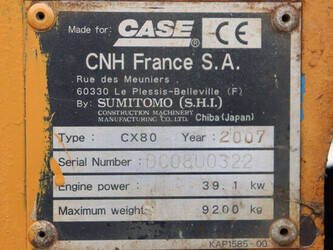 Made for: CASE ® CE
CNH France S.A.
Rue des Meuniers
60330 Le Plessis-Belleville (F)
By: SUMITOMO (S.H.I.)
CONSTRUCTION MACHINERY
MANUFACTURING CO., LTD. Chiba (Japan)
Type: CX80 Year: 2007
Serial Number: DC08U0322
Engine power: 39.1 kw
Maximum weight: 9200 kg
KAP1585-00